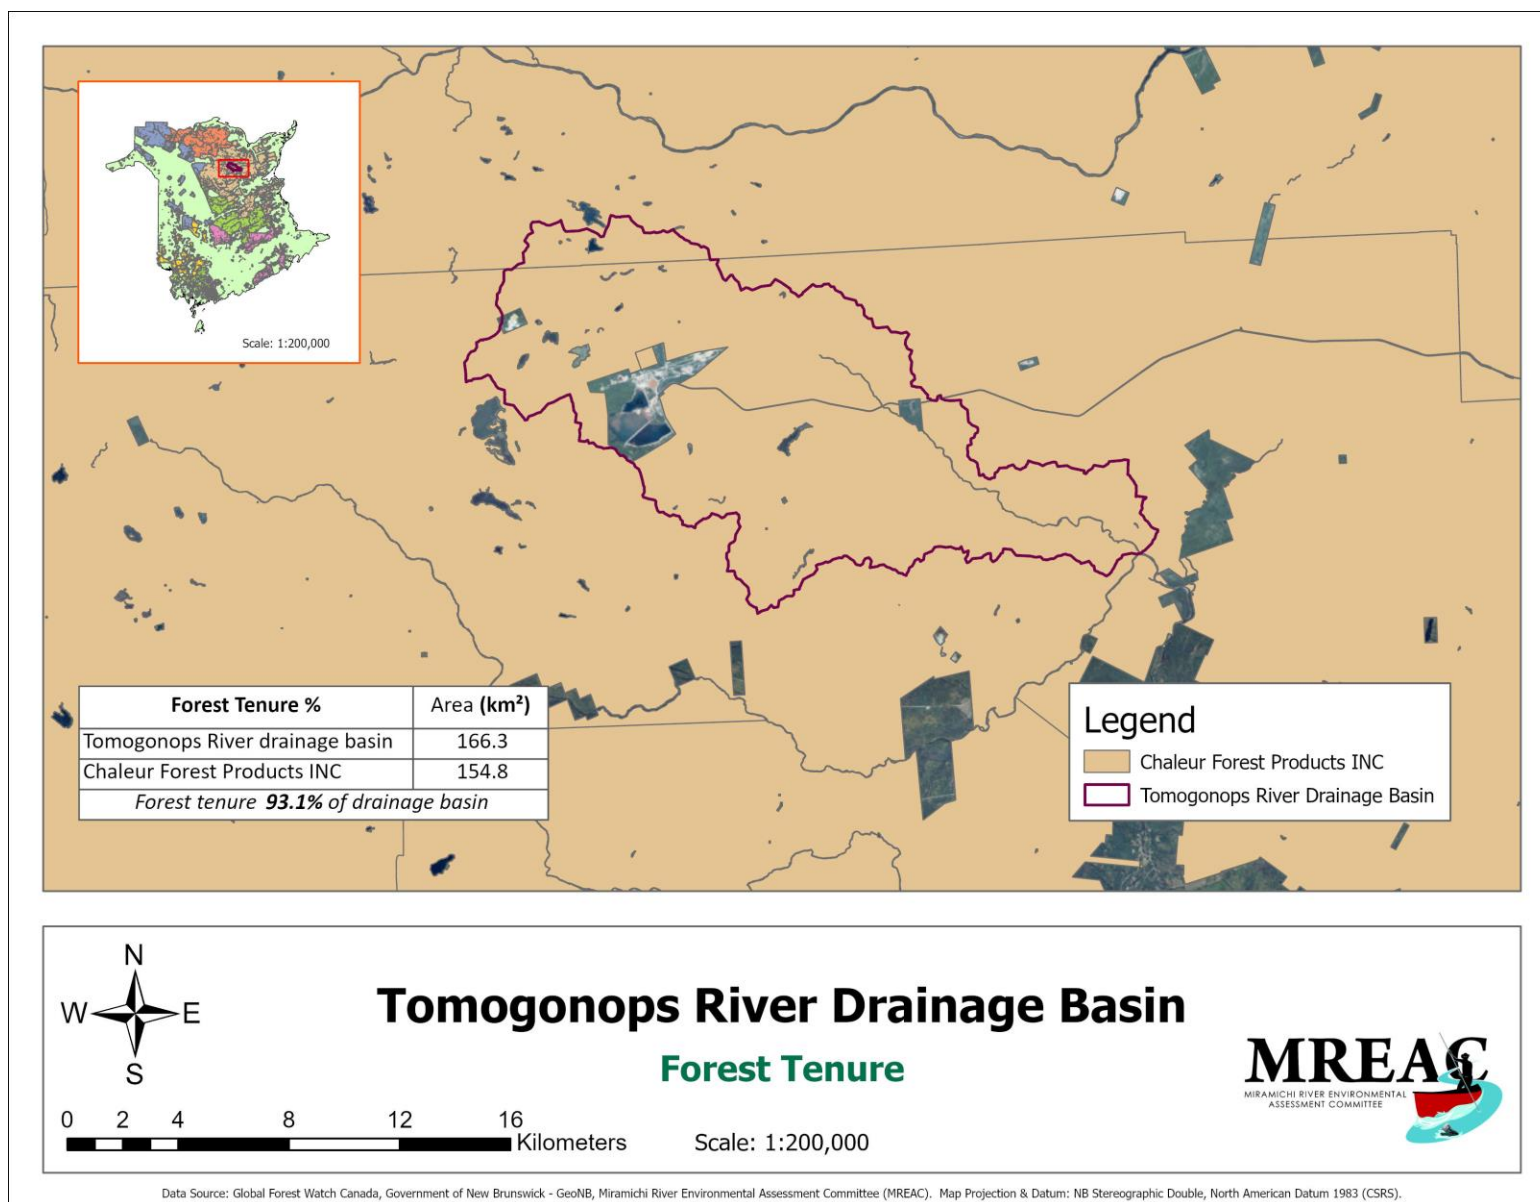 Scale: 1:200,000
Forest Tenure % Area (km²)
Tomogonops River drainage basin 166.3
Chaleur Forest Products INC 154.8
Forest tenure 93.1% of drainage basin
Legend
Chaleur Forest Products INC
Tomogonops River Drainage Basin
N
W E
S
Tomogonops River Drainage Basin
Forest Tenure
0 2 4 8 12 16
Kilometers
Scale: 1:200,000
MREAC
MIRAMICHI RIVER ENVIRONMENTAL
ASSESSMENT COMMITTEE
Data Source: Global Forest Watch Canada, Government of New Brunswick - GeoNB, Miramichi River Environmental Assessment Committee (MREAC). Map Projection & Datum: NB Stereographic Double, North American Datum 1983 (CSRS).